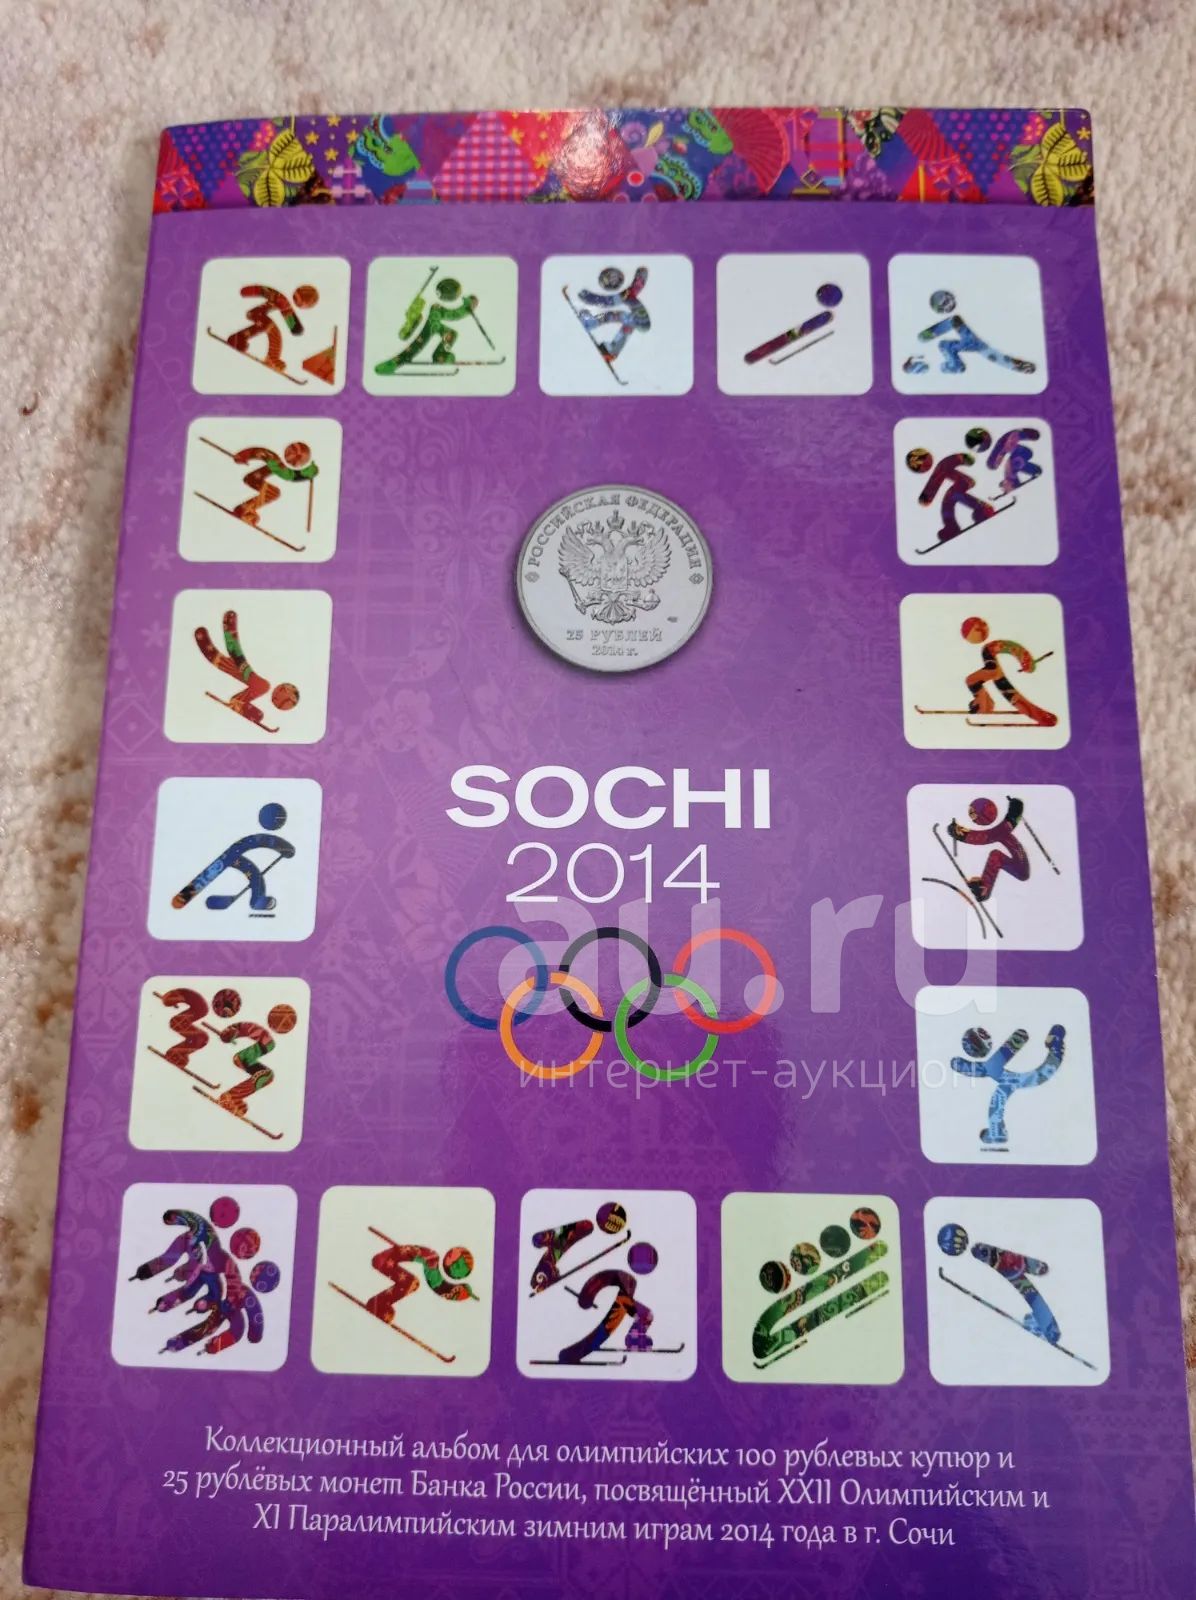 РОССИЙСКАЯ ФЕДЕРАЦИЯ
25 РУБЛЕЙ
2014 г.
SOCHI
2014
au.ru
интернет-аукцион
Коллекционный альбом для олимпийских 100 рублевых купюр и
25 рублёвых монет Банка России, посвящённый XXII Олимпийским и
XI Паралимпийским зимним играм 2014 года в г. Сочи